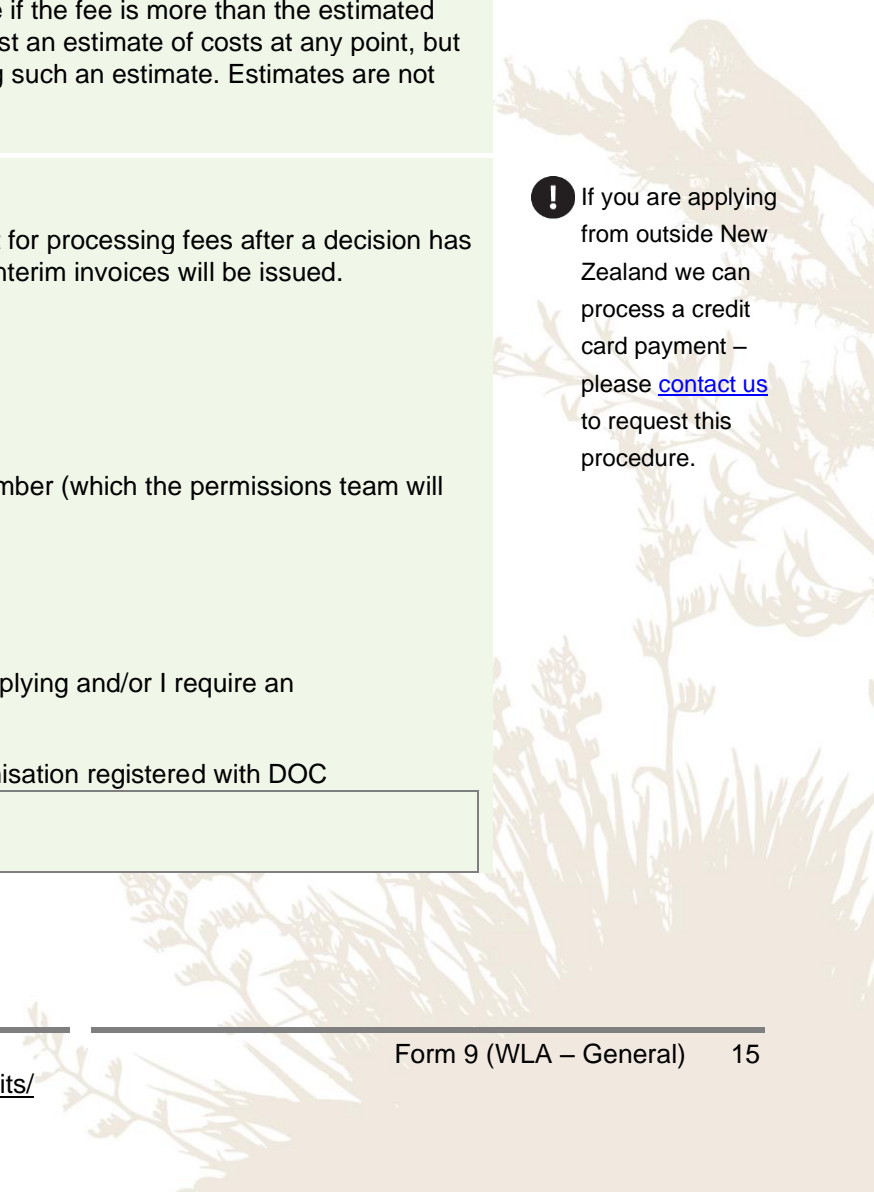 if the fee is more than the estimated
st an estimate of costs at any point, but
g such an estimate. Estimates are not
for processing fees after a decision has
nterim invoices will be issued.
mber (which the permissions team will
plying and/or I require an
nisation registered with DOC
! If you are applying
from outside New
Zealand we can
process a credit
card payment –
please contact us
to request this
procedure.
Form 9 (WLA – General) 15
its/